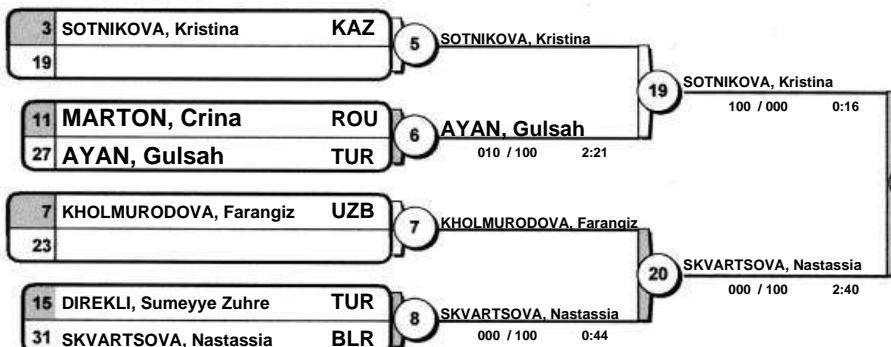 3 SOTNIKOVA, Kristina KAZ
19
5
SOTNIKOVA, Kristina
11 MARTON, Crina ROU
27 AYAN, Gulsah TUR
6
AYAN, Gulsah
010 / 100 2:21
19
SOTNIKOVA, Kristina
100 / 000 0:16
7 KHOLMURODOVA, Farangiz UZB
23
7
KHOLMURODOVA, Farangiz
15 DIREKLI, Sumeyye Zuhre TUR
31 SKVARTSOVA, Nastassia BLR
8
SKVARTSOVA, Nastassia
000 / 100 0:44
20
SKVARTSOVA, Nastassia
000 / 100 2:40